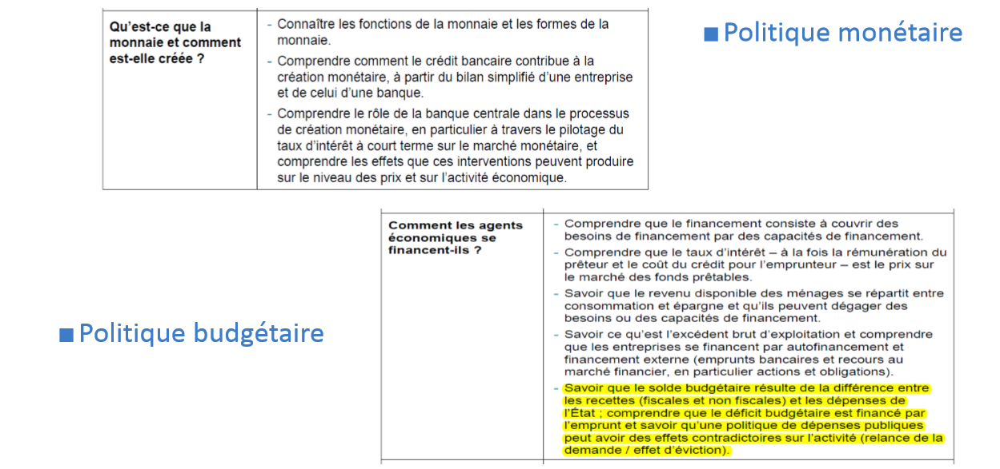 Qu’est-ce que la
monnaie et comment
est-elle créée ?
- Connaître les fonctions de la monnaie et les formes de la
monnaie.
- Comprendre comment le crédit bancaire contribue à la
création monétaire, à partir du bilan simplifié d’une entreprise
et de celui d’une banque.
- Comprendre le rôle de la banque centrale dans le processus
de création monétaire, en particulier à travers le pilotage du
taux d’intérêt à court terme sur le marché monétaire, et
comprendre les effets que ces interventions peuvent produire
sur le niveau des prix et sur l’activité économique.
■ Politique monétaire
■ Politique budgétaire
Comment les agents
économiques se
financent-ils ?
- Comprendre que le financement consiste à couvrir des
besoins de financement par des capacités de financement.
- Comprendre que le taux d’intérêt – à la fois la rémunération du
prêteur et le coût du crédit pour l’emprunteur – est le prix sur
le marché des fonds prêtables.
- Savoir que le revenu disponible des ménages se répartit entre
consommation et épargne et qu’ils peuvent dégager des
besoins ou des capacités de financement.
- Savoir ce qu’est l’excédent brut d’exploitation et comprendre
que les entreprises se financent par autofinancement et
financement externe (emprunts bancaires et recours au
marché financier, en particulier actions et obligations).
- Savoir que le solde budgétaire résulte de la différence entre
les recettes (fiscales et non fiscales) et les dépenses de
l’État ; comprendre que le déficit budgétaire est financé par
l’emprunt et savoir qu’une politique de dépenses publiques
peut avoir des effets contradictoires sur l’activité (relance de la
demande / effet d’éviction).